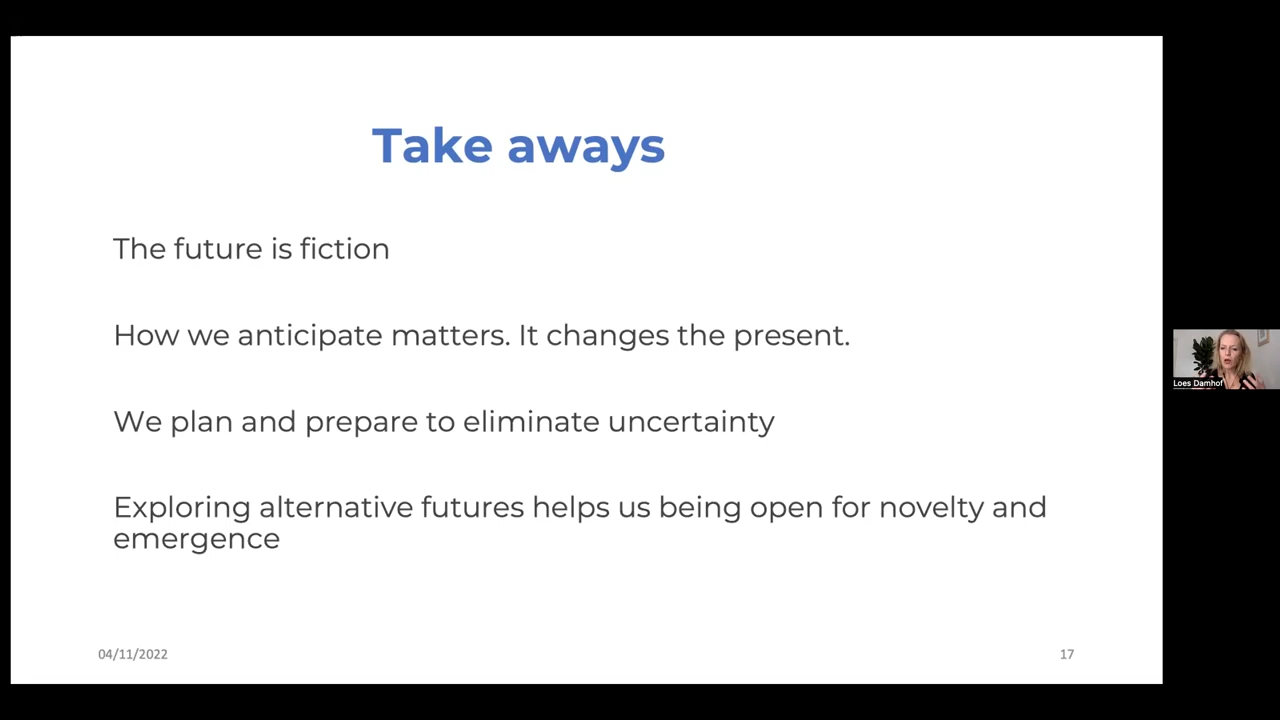 Take aways
The future is fiction
How we anticipate matters. It changes the present.
We plan and prepare to eliminate uncertainty
Exploring alternative futures helps us being open for novelty and
emergence
Loes Damhof
04/11/2022
17